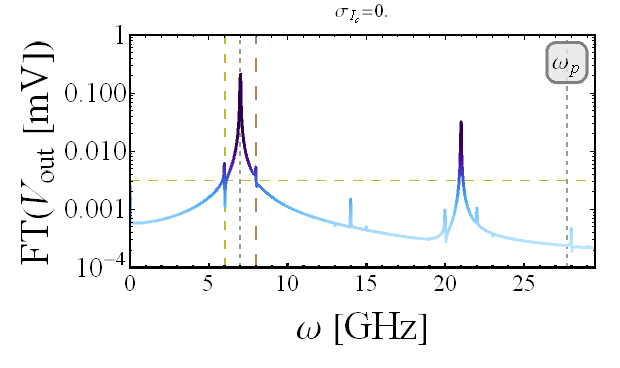 σ_{I_c}=0.
FT(V_out [mV])
1
0.100
0.010
0.001
10^{−4}
ω_p
0 5 10 15 20 25
ω [GHz]